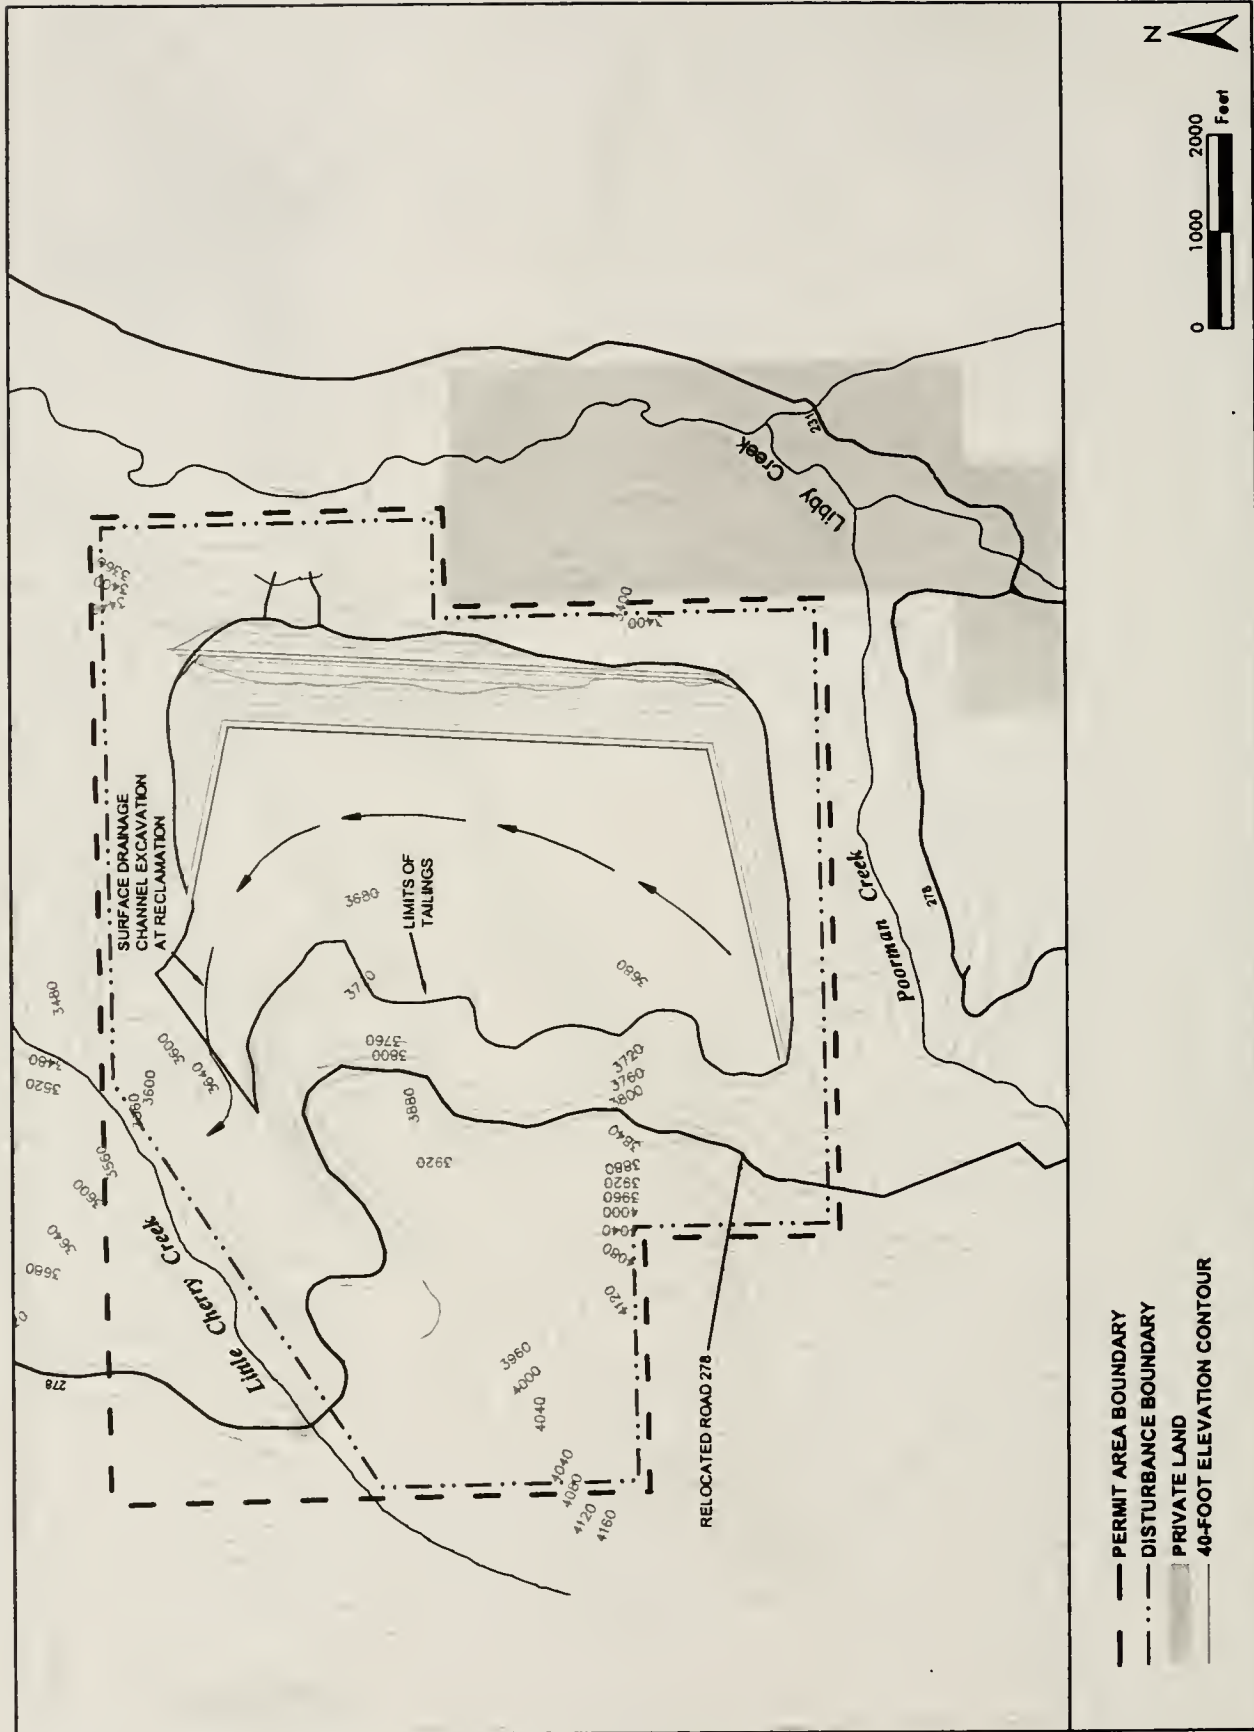 N
0 1000 2000
Feet
SURFACE DRAINAGE
CHANNEL EXCAVATION
AT RECLAMATION
LIMITS OF
TAILINGS
RELOCATED ROAD 278
Little Cherry Creek
Libby Creek
Poorman Creek
278
278
231
3480
3480
3520
3560
3600
3640
3680
3600
3600
3640
3680
3680
3760
3800
3880
3920
3720
3760
3800
3840
3880
3920
3960
4000
4040
4080
4120
3960
4000
4040
4040
4080
4120
4160
3400
3400
PERMIT AREA BOUNDARY
DISTURBANCE BOUNDARY
PRIVATE LAND
40-FOOT ELEVATION CONTOUR